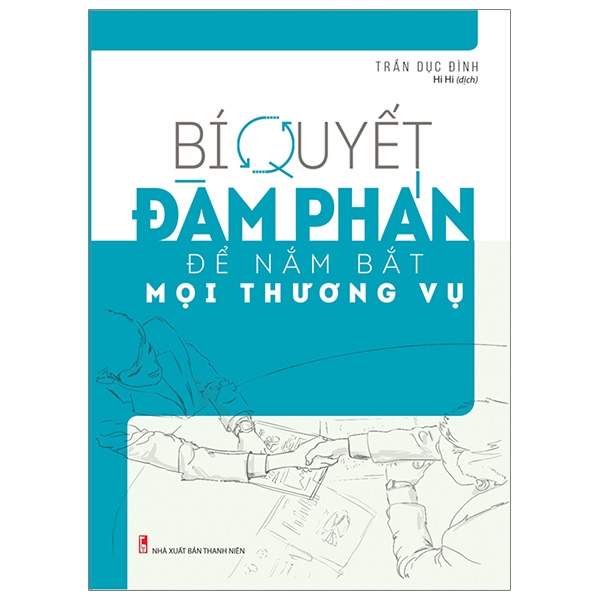 TRẦN DỤC ĐÌNH
Hi Hi (dịch)
BÍ QUYẾT
ĐÀM PHÁN
ĐỂ NẮM BẮT
MỌI THƯƠNG VỤ
NHÀ XUẤT BẢN THANH NIÊN